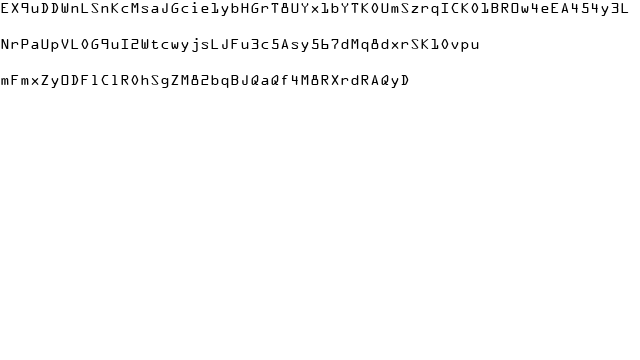 EX9uDDWnLSnKcMsaJGcie1ybHGrT8UYx1bYTK0UmSzrqICK01BROw4eEA454y3L
NrPaUpVL0G9uI2WtcwyjsLJFu3c5Asy567dMq8dxrSK10vpu
mFmxZyODF1C1R0hSgZM82bqBJQaQf4M8RXrdRAQyD